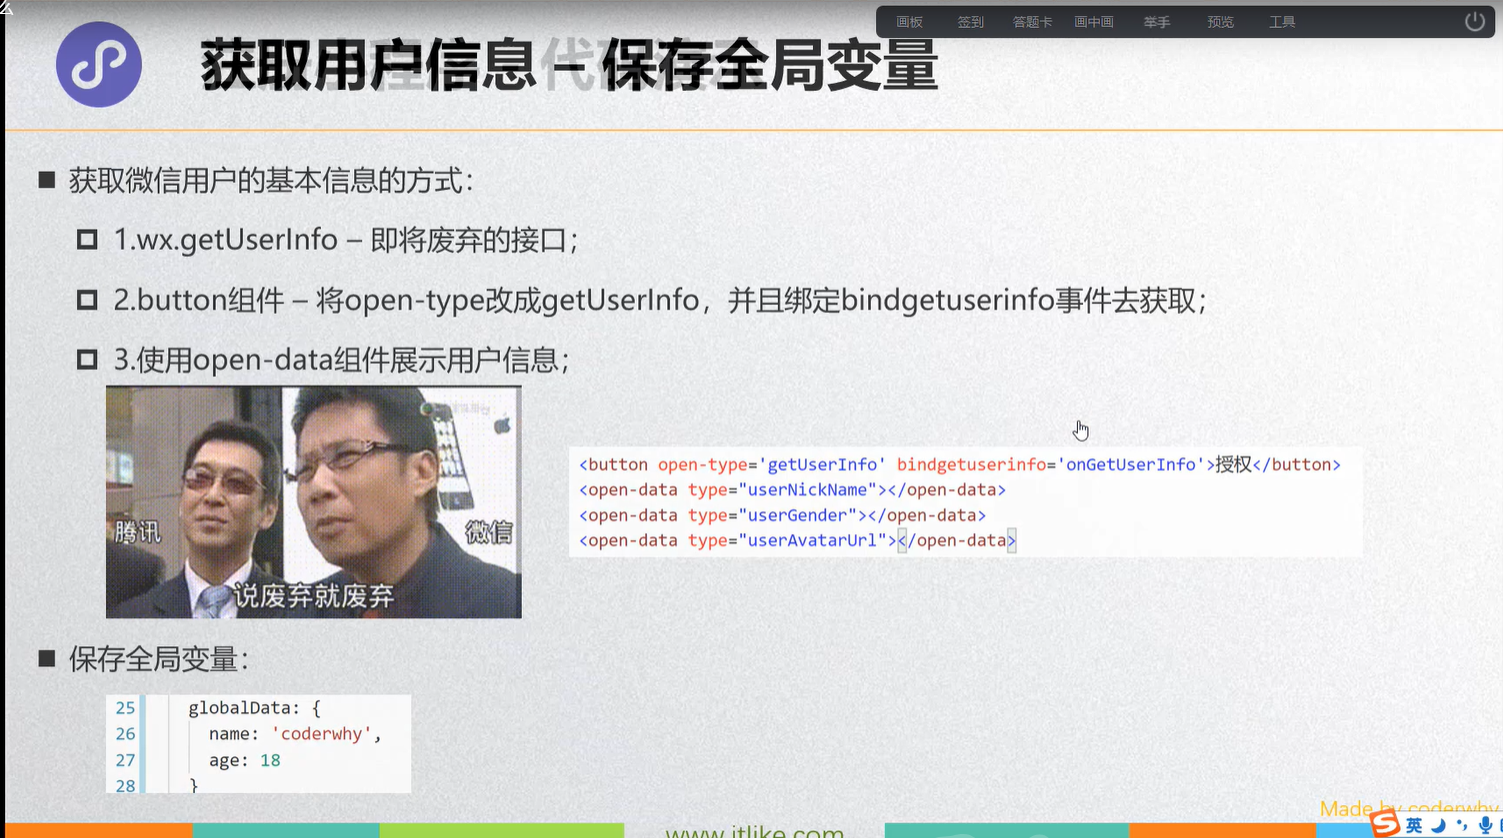 么
画板 签到 答题卡 画中画 举手 预览 工具
获取用户信息 – 保存全局变量
获取微信用户的基本信息的方式：
1.wx.getUserInfo – 即将废弃的接口；
2.button组件 – 将open-type改成getUserInfo，并且绑定bindgetuserinfo事件去获取；
3.使用open-data组件展示用户信息；
腾讯
微信
说废弃就废弃
<button open-type='getUserInfo' bindgetuserinfo='onGetUserInfo'>授权</button>
<open-data type="userNickName"></open-data>
<open-data type="userGender"></open-data>
<open-data type="userAvatarUrl"></open-data>
保存全局变量：
25 globalData: {
26 name: 'coderwhy',
27 age: 18
28 }
Made by coderwhy
www.itlike.com
S 英